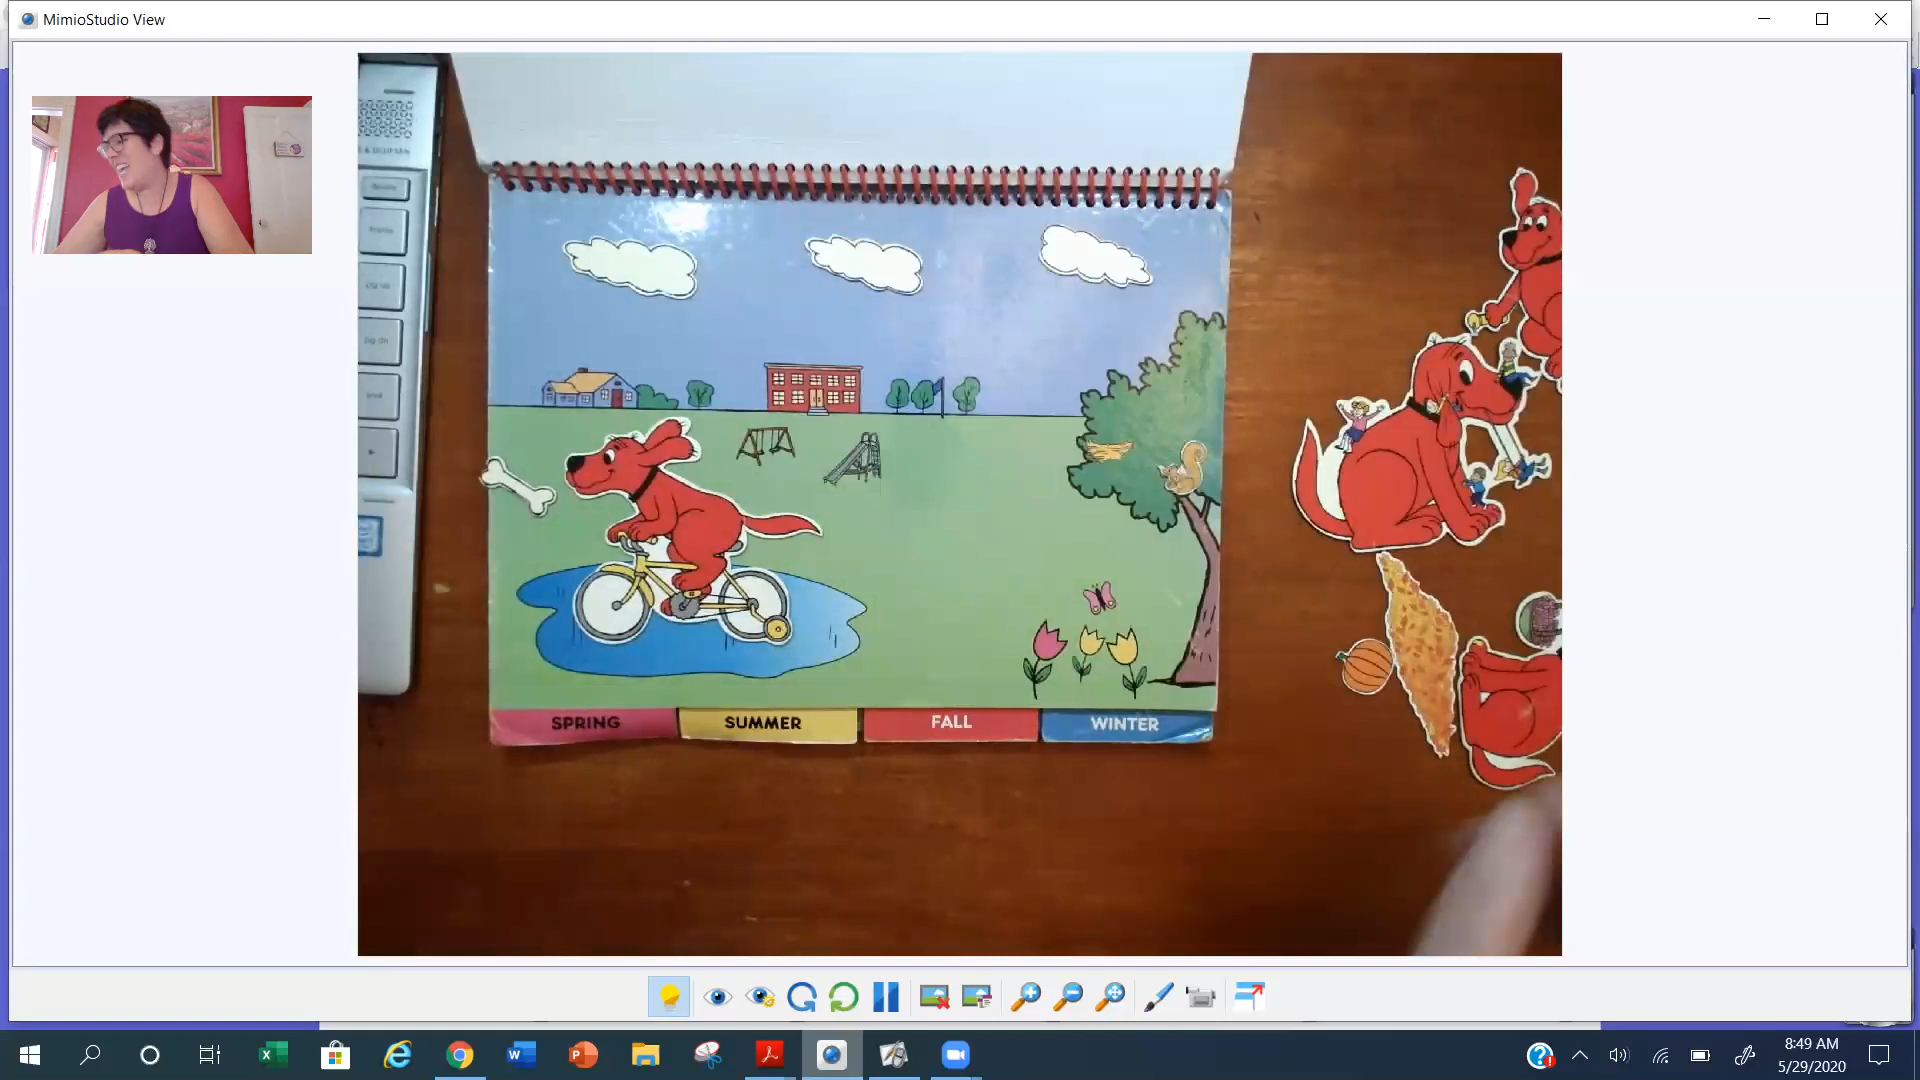 MimioStudio View
SPRING
SUMMER
FALL
WINTER
8:49 AM
5/29/2020